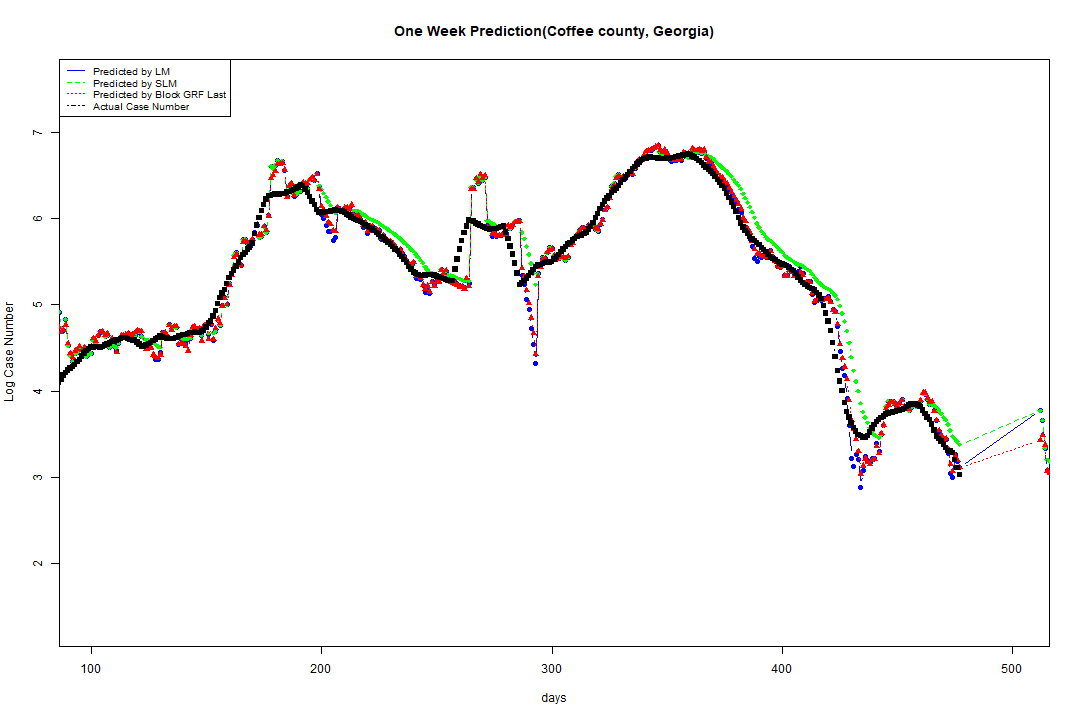 One Week Prediction(Coffee county, Georgia)
Predicted by LM
Predicted by SLM
Predicted by Block GRF Last
Actual Case Number
7
6
5
4
3
2
Log Case Number
100 200 300 400 500
days